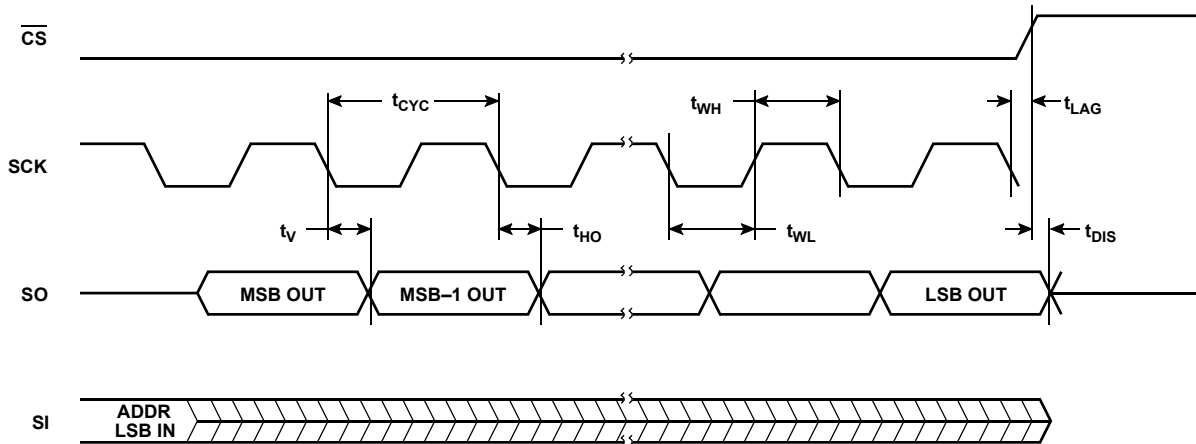 CS
tCYC
tWH
tLAG
SCK
tV
tHO
tWL
tDIS
SO
MSB OUT
MSB–1 OUT
LSB OUT
SI
ADDR
LSB IN